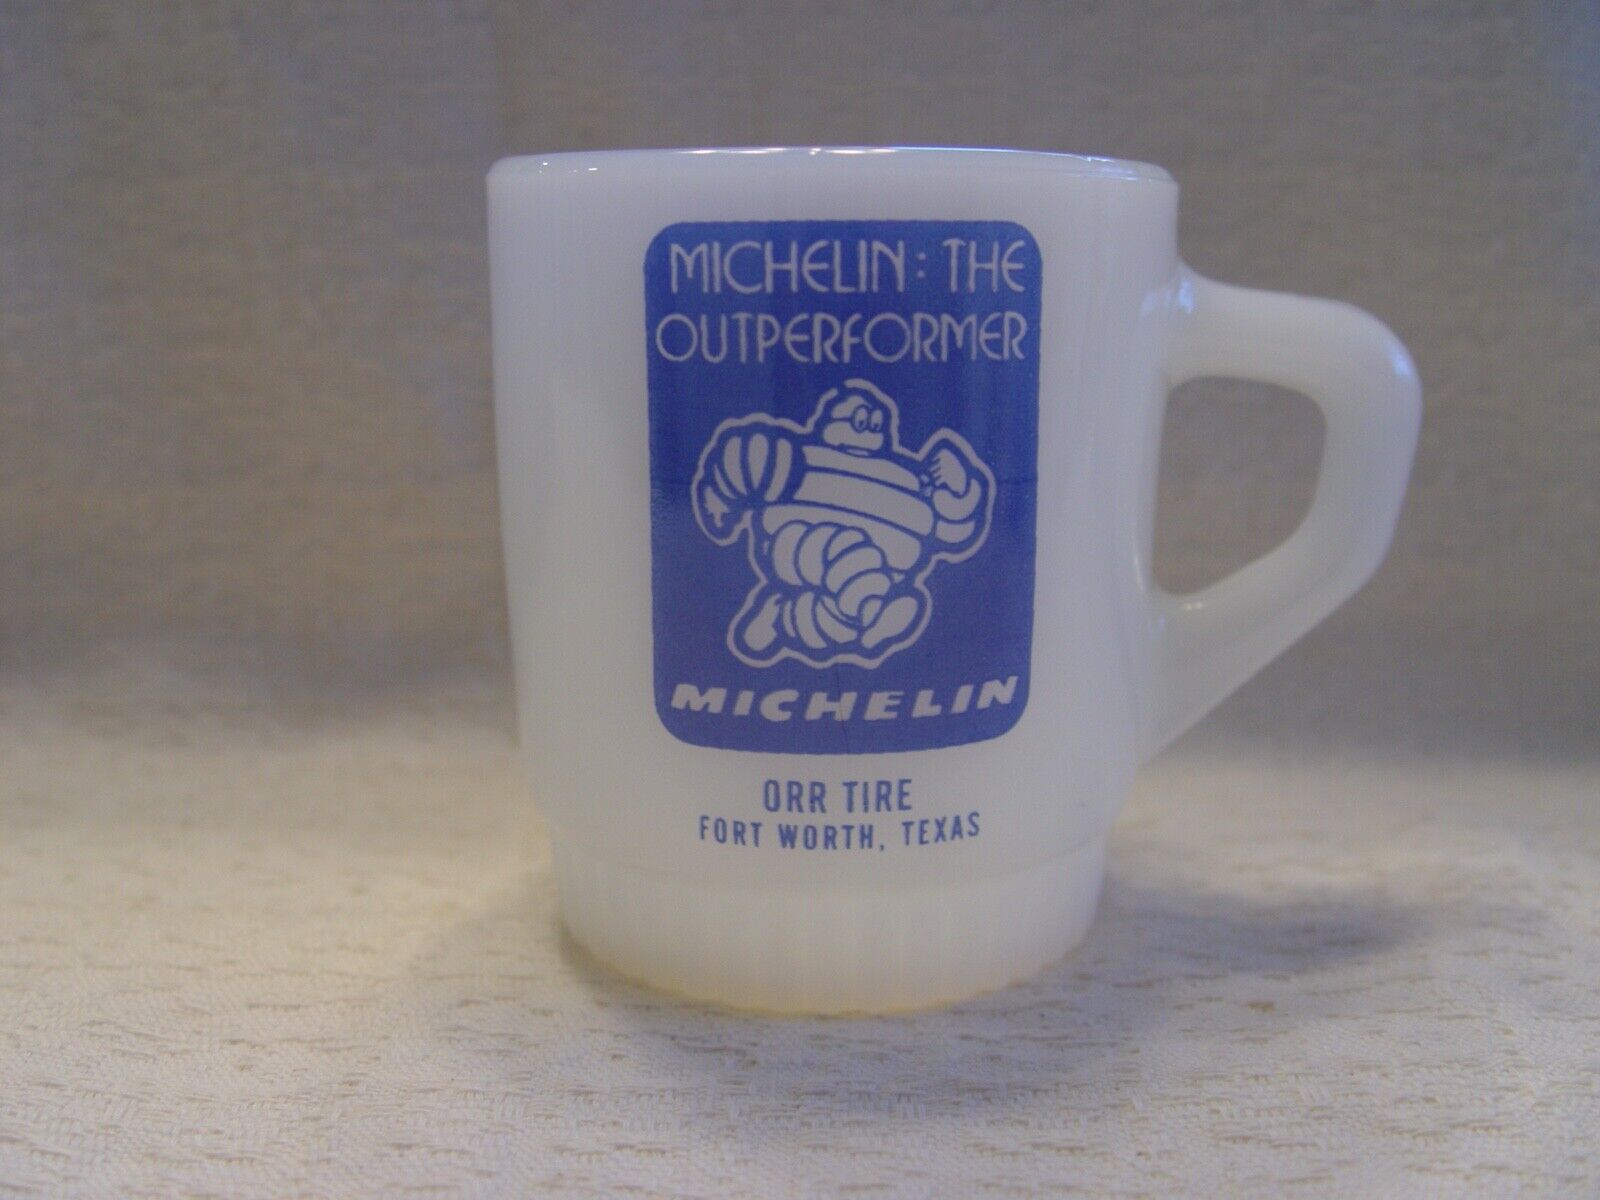 MICHELIN: THE
OUTPERFORMER
MICHELIN
ORR TIRE
FORT WORTH, TEXAS